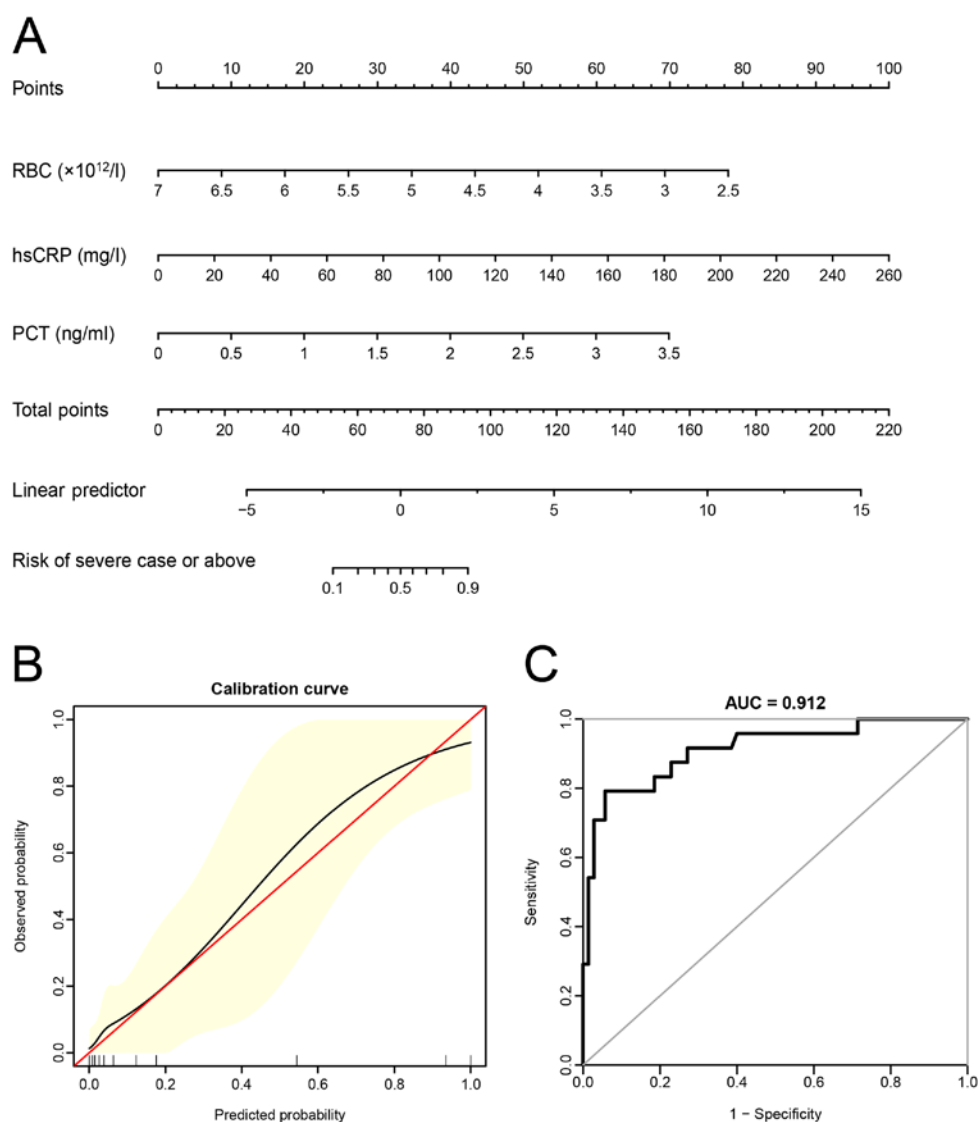 A
Points
0 10 20 30 40 50 60 70 80 90 100
RBC (×10¹²/l)
7 6.5 6 5.5 5 4.5 4 3.5 3 2.5
hsCRP (mg/l)
0 20 40 60 80 100 120 140 160 180 200 220 240 260
PCT (ng/ml)
0 0.5 1 1.5 2 2.5 3 3.5
Total points
0 20 40 60 80 100 120 140 160 180 200 220
Linear predictor
−5 0 5 10 15
Risk of severe case or above
0.1 0.5 0.9
B
Calibration curve
Observed probability
1.0
0.8
0.6
0.4
0.2
0.0
0.0 0.2 0.4 0.6 0.8 1.0
Predicted probability
C
AUC = 0.912
Sensitivity
1.0
0.8
0.6
0.4
0.2
0.0
0.0 0.2 0.4 0.6 0.8 1.0
1 − Specificity